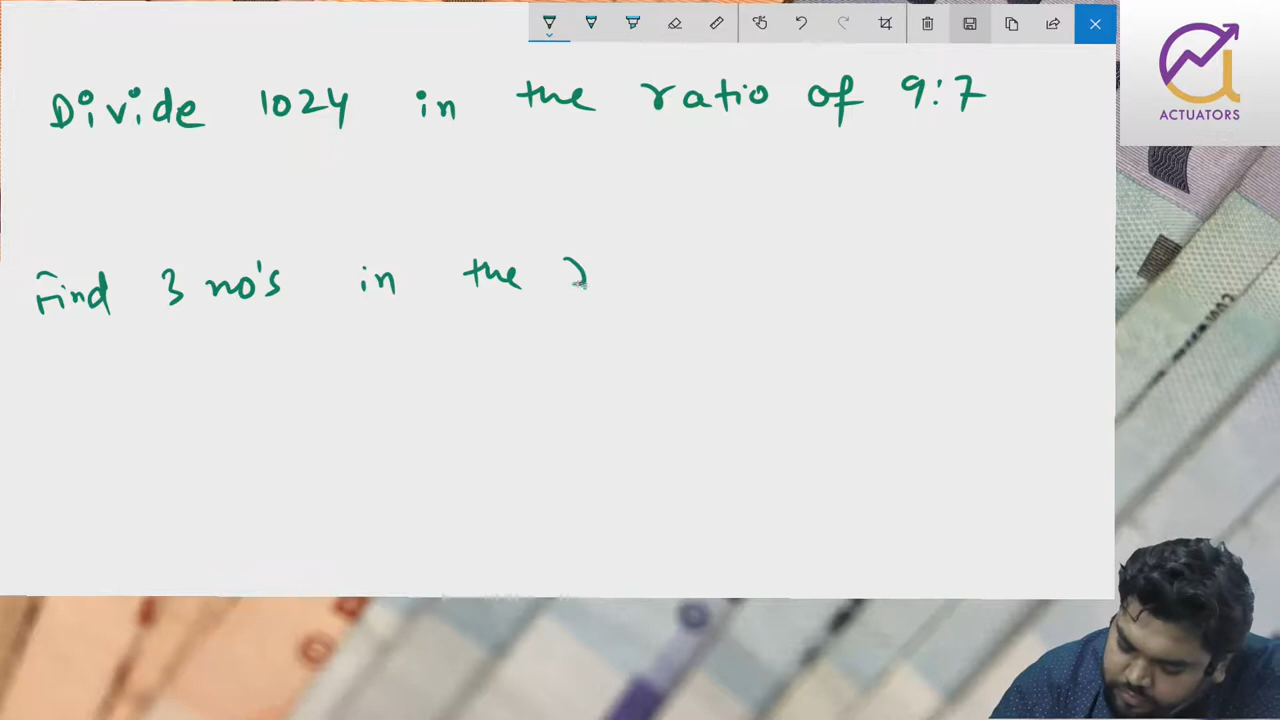 ACTUATORS
Divide 1024 in the ratio of 9:7
Find 3 no's in the